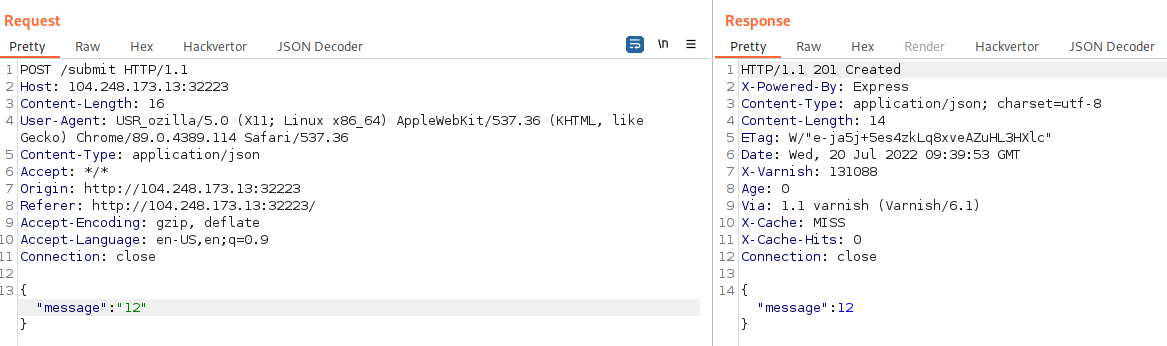 Request
Pretty Raw Hex Hackvertor JSON Decoder \n
1 POST /submit HTTP/1.1
2 Host: 104.248.173.13:32223
3 Content-Length: 16
4 User-Agent: USR_ozilla/5.0 (X11; Linux x86_64) AppleWebKit/537.36 (KHTML, like
Gecko) Chrome/89.0.4389.114 Safari/537.36
5 Content-Type: application/json
6 Accept: */*
7 Origin: http://104.248.173.13:32223
8 Referer: http://104.248.173.13:32223/
9 Accept-Encoding: gzip, deflate
10 Accept-Language: en-US,en;q=0.9
11 Connection: close
12
13 {
"message":"12"
}
Response
Pretty Raw Hex Render Hackvertor JSON Decoder
1 HTTP/1.1 201 Created
2 X-Powered-By: Express
3 Content-Type: application/json; charset=utf-8
4 Content-Length: 14
5 ETag: W/"e-ja5j+5es4zkLq8xveAZuHL3HXlc"
6 Date: Wed, 20 Jul 2022 09:39:53 GMT
7 X-Varnish: 131088
8 Age: 0
9 Via: 1.1 varnish (Varnish/6.1)
10 X-Cache: MISS
11 X-Cache-Hits: 0
12 Connection: close
13
14 {
"message":12
}